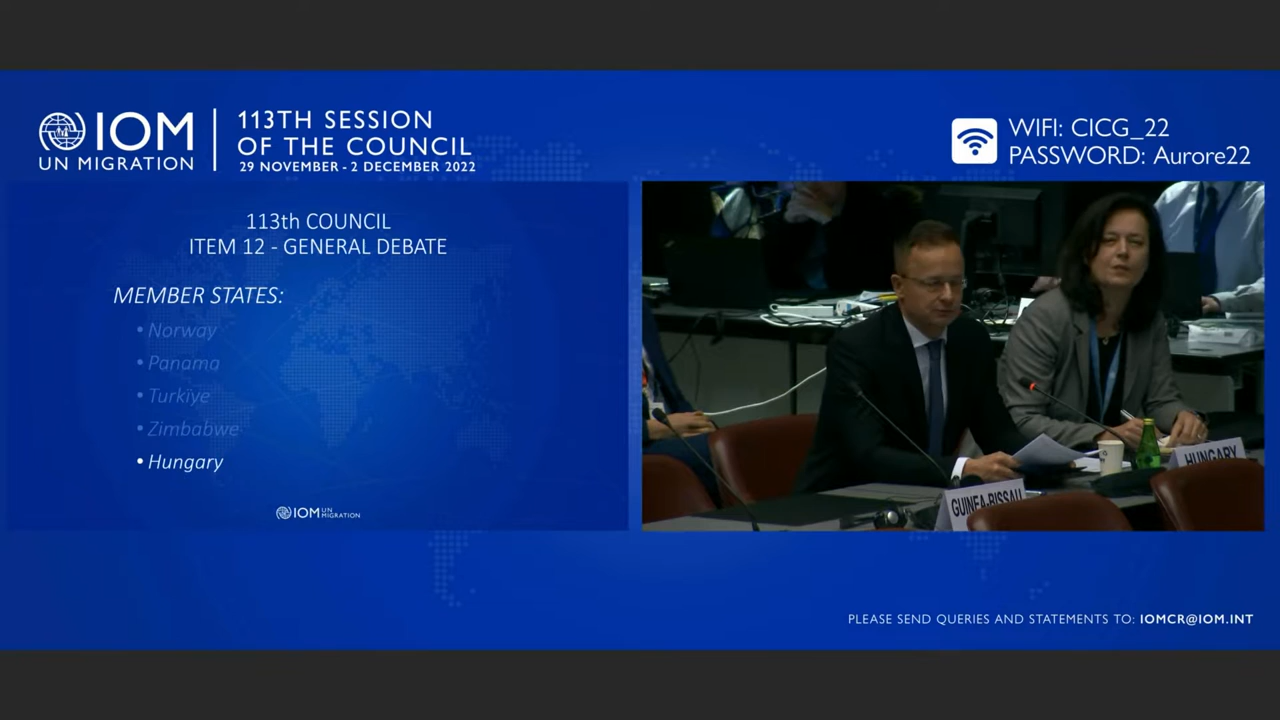 IOM
UN MIGRATION
113TH SESSION
OF THE COUNCIL
29 NOVEMBER - 2 DECEMBER 2022
WIFI: CICG_22
PASSWORD: Aurore22
113th COUNCIL
ITEM 12 - GENERAL DEBATE
MEMBER STATES:
• Norway
• Panama
• Turkïye
• Zimbabwe
• Hungary
IOM UN MIGRATION
GUINEA-BISSAU
HUNGARY
PLEASE SEND QUERIES AND STATEMENTS TO: IOMCR@IOM.INT